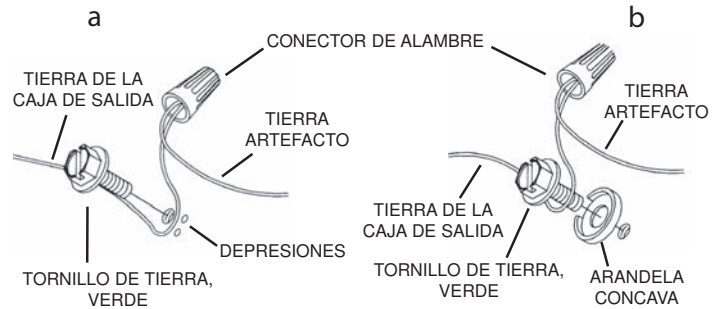 a
b
CONECTOR DE ALAMBRE
TIERRA DE LA
CAJA DE SALIDA
TIERRA
ARTEFACTO
DEPRESIONES
TORNILLO DE TIERRA,
VERDE
TIERRA
ARTEFACTO
TIERRA DE LA
CAJA DE SALIDA
TORNILLO DE TIERRA,
VERDE
ARANDELA
CONCAVA